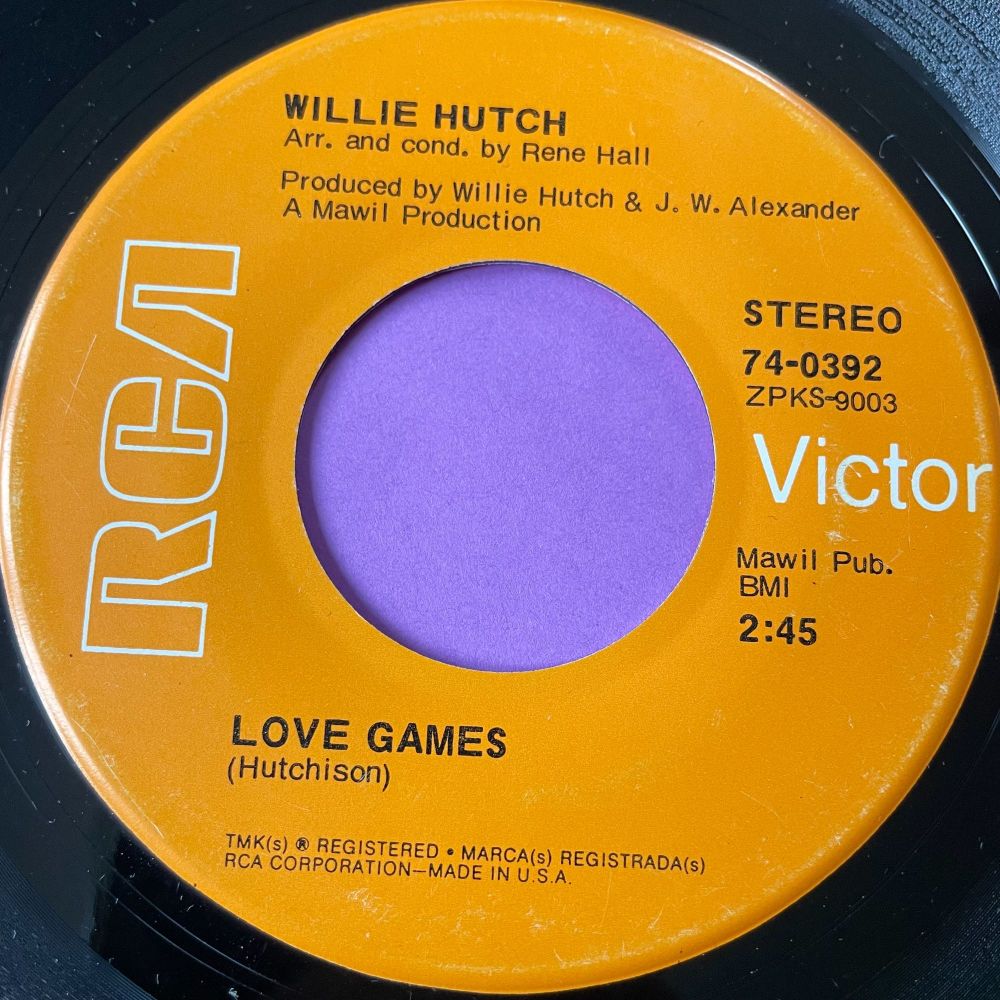 WILLIE HUTCH
Arr. and cond. by Rene Hall
Produced by Willie Hutch & J. W. Alexander
A Mawil Production
RCA
STEREO
74-0392
ZPKS-9003
Victor
Mawil Pub.
BMI
2:45
LOVE GAMES
(Hutchison)
TMK(s) ® REGISTERED • MARCA(s) REGISTRADA(s)
RCA CORPORATION—MADE IN U.S.A.